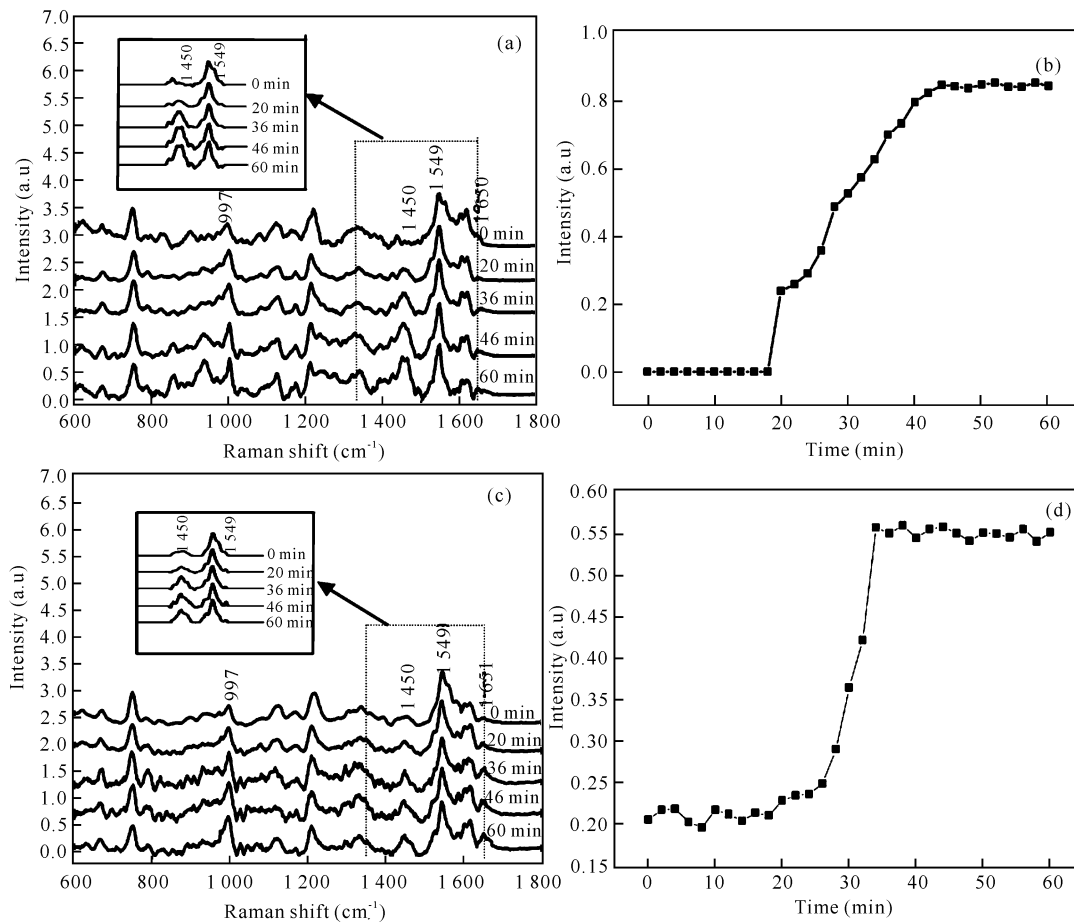 (a)
7.0
6.5
6.0
5.5
5.0
4.5
4.0
3.5
3.0
2.5
2.0
1.5
1.0
0.5
0.0
Intensity (a.u)
1 450
1 549
0 min
20 min
36 min
46 min
60 min
997
1 450
1 549
1 650
0 min
20 min
36 min
46 min
60 min
600 800 1 000 1 200 1 400 1 600 1 800
Raman shift (cm-1)
(b)
1.0
0.8
0.6
0.4
0.2
0.0
Intensity (a.u)
0 10 20 30 40 50 60
Time (min)
(c)
7.0
6.5
6.0
5.5
5.0
4.5
4.0
3.5
3.0
2.5
2.0
1.5
1.0
0.5
0.0
Intensity (a.u)
1 450
1 549
0 min
20 min
36 min
46 min
60 min
997
1 450
1 549
1 651
0 min
20 min
36 min
46 min
60 min
600 800 1 000 1 200 1 400 1 600 1 800
Raman shift (cm-1)
(d)
0.60
0.55
0.50
0.45
0.40
0.35
0.30
0.25
0.20
0.15
Intensity (a.u)
0 10 20 30 40 50 60
Time (min)